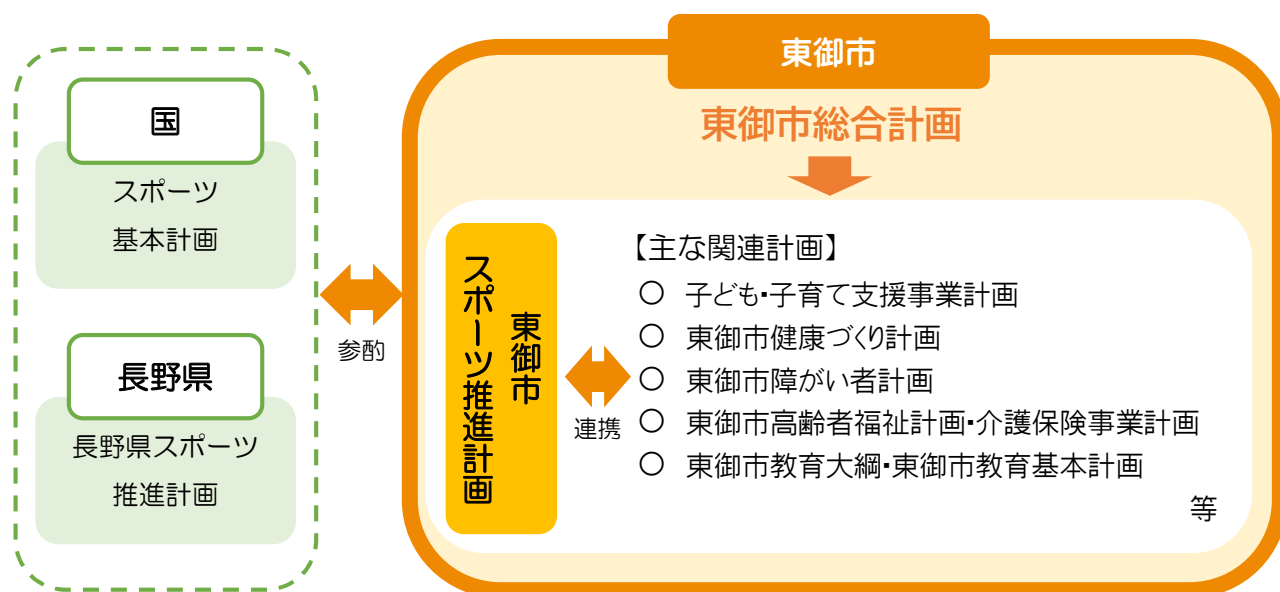 国
スポーツ
基本計画
長野県
長野県スポーツ
推進計画
参酌
東御市
東御市総合計画
東御市
スポーツ推進計画
連携
【主な関連計画】
〇 子ども・子育て支援事業計画
〇 東御市健康づくり計画
〇 東御市障がい者計画
〇 東御市高齢者福祉計画・介護保険事業計画
〇 東御市教育大綱・東御市教育基本計画
等